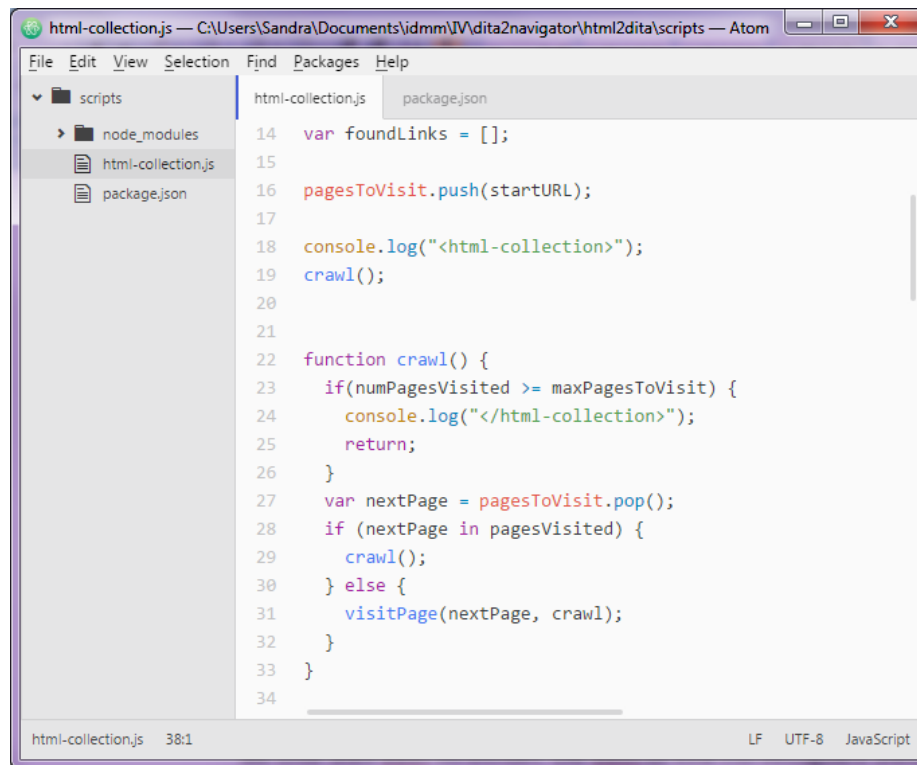 html-collection.js — C:\Users\Sandra\Documents\idmm\IV\dita2navigator\html2dita\scripts — Atom
File Edit View Selection Find Packages Help
scripts
node_modules
html-collection.js
package.json
html-collection.js package.json
14 var foundLinks = [];
15
16 pagesToVisit.push(startURL);
17
18 console.log("<html-collection>");
19 crawl();
20
21
22 function crawl() {
23   if(numPagesVisited >= maxPagesToVisit) {
24     console.log("</html-collection>");
25     return;
26   }
27   var nextPage = pagesToVisit.pop();
28   if (nextPage in pagesVisited) {
29     crawl();
30   } else {
31     visitPage(nextPage, crawl);
32   }
33 }
34
html-collection.js 38:1 LF UTF-8 JavaScript